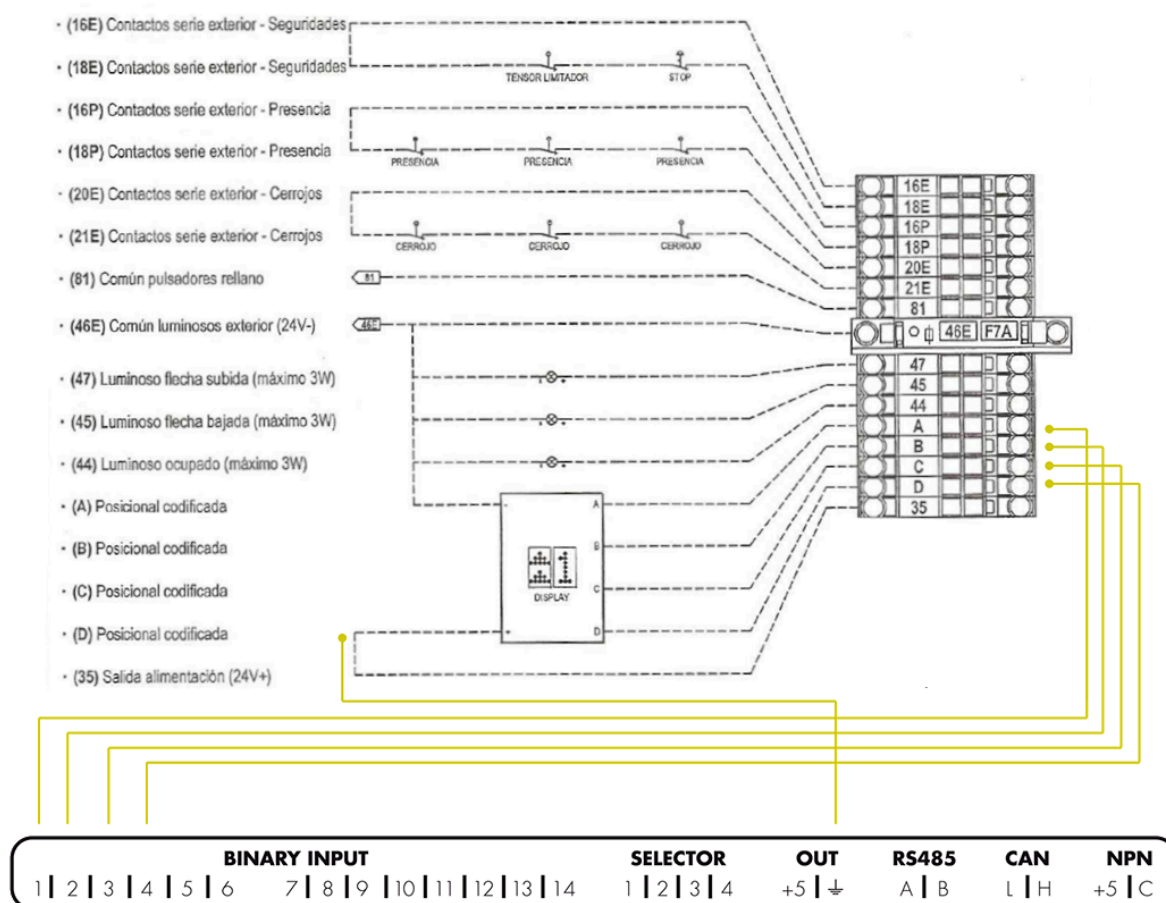 · (16E) Contactos serie exterior - Seguridades
· (18E) Contactos serie exterior - Seguridades
TENSOR LIMITADOR STOP
· (16P) Contactos serie exterior - Presencia
· (18P) Contactos serie exterior - Presencia
PRESENCIA PRESENCIA PRESENCIA
· (20E) Contactos serie exterior - Cerrojos
· (21E) Contactos serie exterior - Cerrojos
CERROJO CERROJO CERROJO
· (81) Común pulsadores rellano
81
· (46E) Común luminosos exterior (24V-)
46E
· (47) Luminoso flecha subida (máximo 3W)
· (45) Luminoso flecha bajada (máximo 3W)
· (44) Luminoso ocupado (máximo 3W)
· (A) Posicional codificada
· (B) Posicional codificada
· (C) Posicional codificada
· (D) Posicional codificada
· (35) Salida alimentación (24V+)
- A
B
DISPLAY C
+ D
16E
18E
16P
18P
20E
21E
81
46E F7A
47
45
44
A
B
C
D
35
BINARY INPUT SELECTOR OUT RS485 CAN NPN
1 2 3 4 5 6 7 8 9 10 11 12 13 14 1 2 3 4 +5 A B L H +5 C